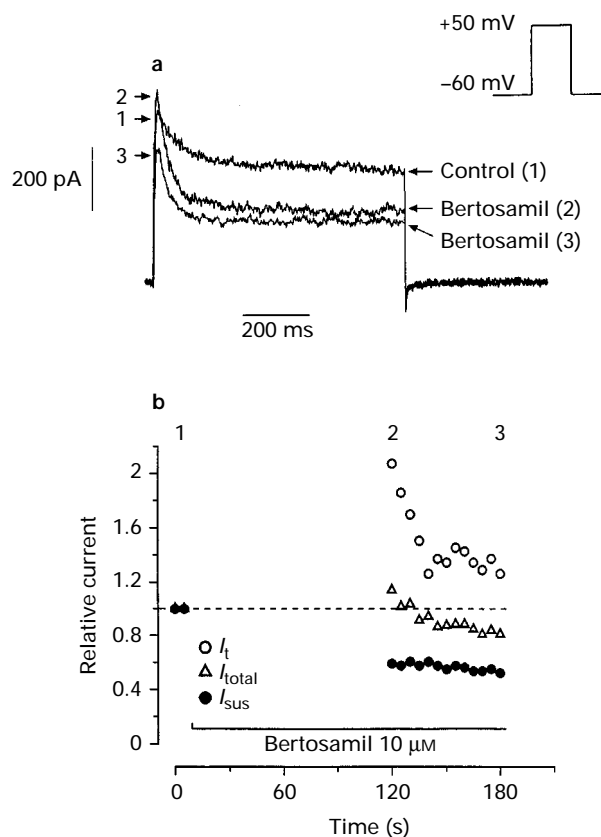 +50 mV
−60 mV
a
2
1
3
200 pA
Control (1)
Bertosamil (2)
Bertosamil (3)
200 ms
b
1 2 3
2
1.6
1.2
0.8
0.4
0
Relative current
It
Itotal
Isus
Bertosamil 10 μM
0 60 120 180
Time (s)